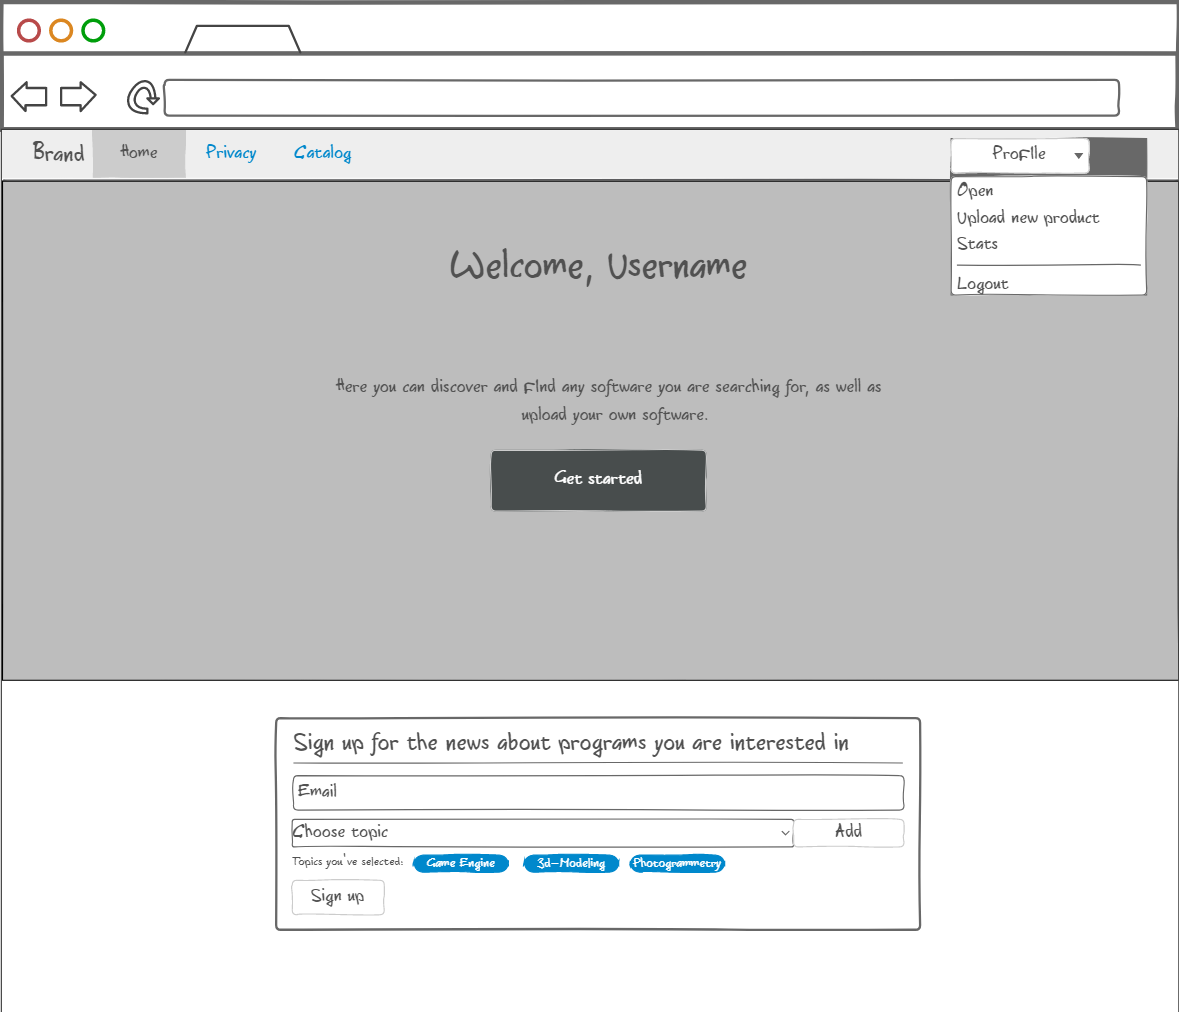 Brand Home Privacy Catalog Profile
Open
Upload new product
Stats
Logout
Welcome, Username
Here you can discover and find any software you are searching for, as well as
upload your own software.
Get started
Sign up for the news about programs you are interested in
Email
Choose topic Add
Topics you've selected: Game Engine 3d-Modeling Photogrammetry
Sign up